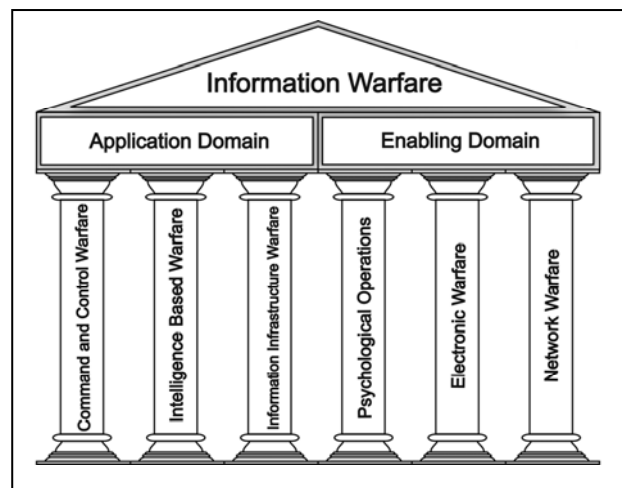 Information Warfare
Application Domain
Enabling Domain
Command and Control Warfare
Intelligence Based Warfare
Information Infrastructure Warfare
Psychological Operations
Electronic Warfare
Network Warfare